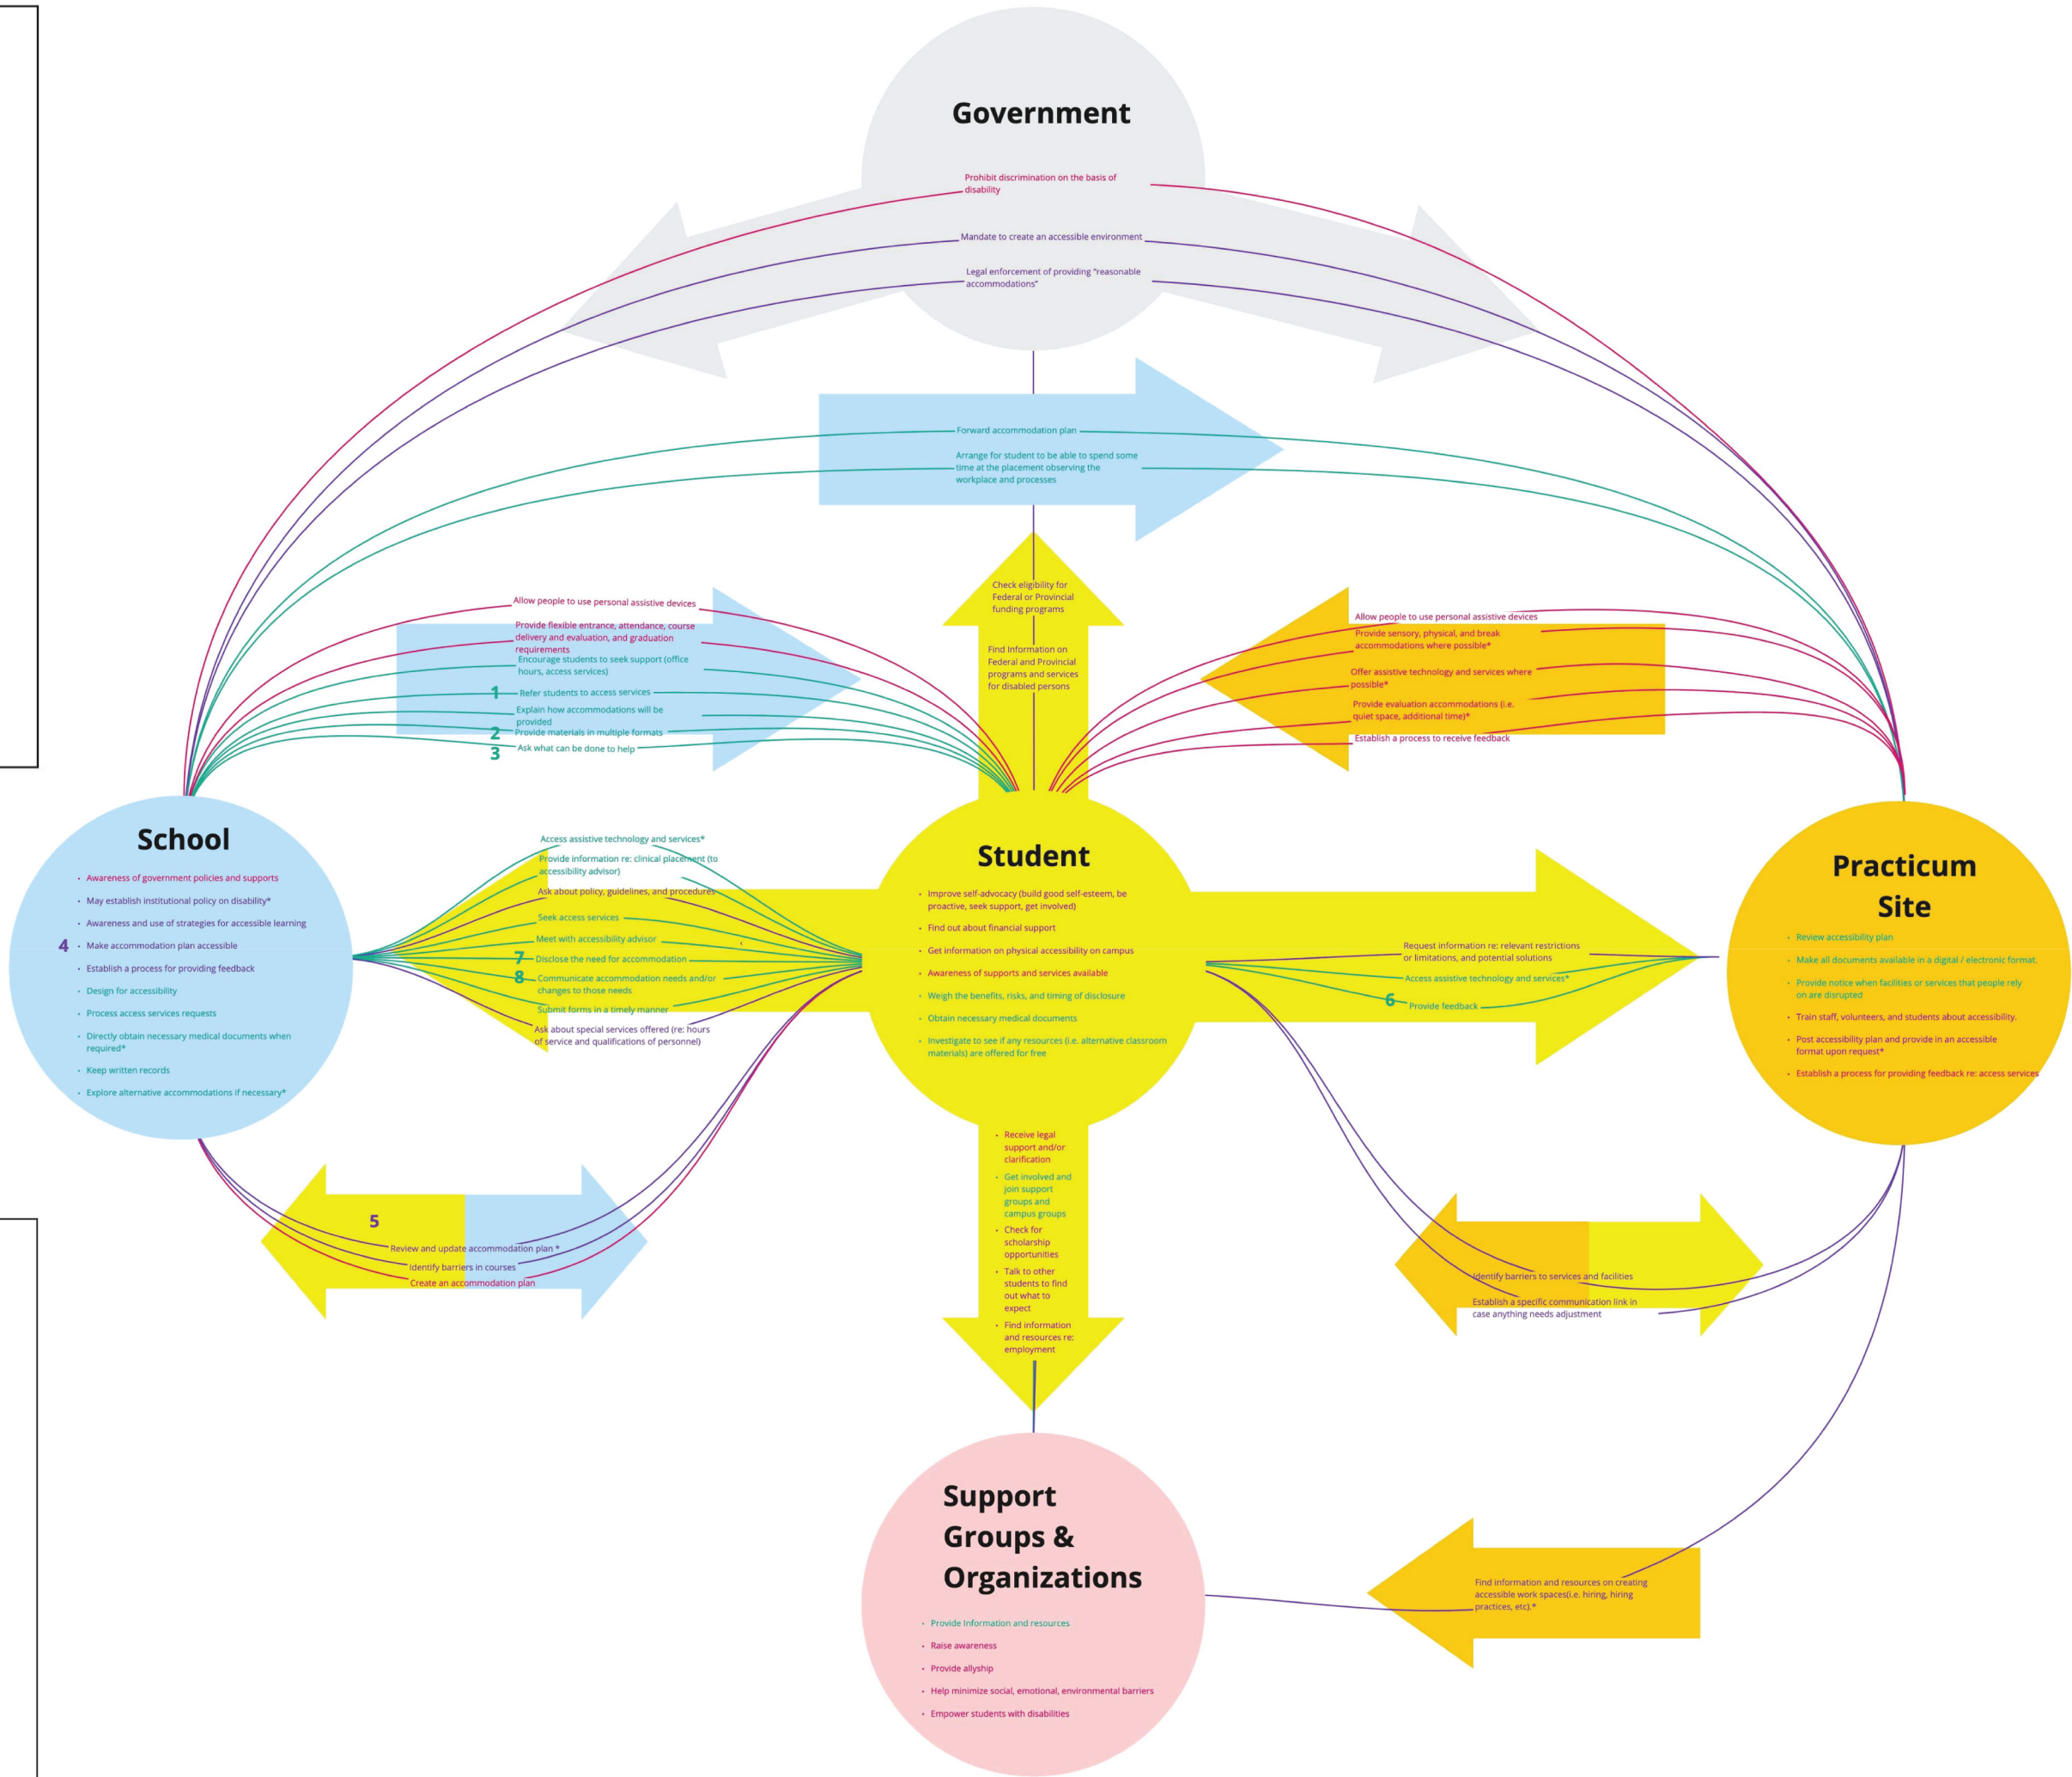 Government
Prohibit discrimination on the basis of
disability
Mandate to create an accessible environment
Legal enforcement of providing "reasonable
accommodations"
Forward accommodation plan
Arrange for student to be able to spend some
time at the placement observing the
workplace and processes
Check eligibility for
Federal or Provincial
funding programs
Find Information on
Federal and Provincial
programs and services
for disabled persons
Allow people to use personal assistive devices
Provide flexible entrance, attendance, course
delivery and evaluation, and graduation
requirements
Encourage students to seek support (office
hours, access services)
1 Refer students to access services
Explain how accommodations will be
provided
2 Provide materials in multiple formats
3 Ask what can be done to help
Allow people to use personal assistive devices
Provide sensory, physical, and break
accommodations where possible*
Offer assistive technology and services where
possible*
Provide evaluation accommodations (i.e.
quiet space, additional time)*
Establish a process to receive feedback
School
• Awareness of government policies and supports
• May establish institutional policy on disability*
• Awareness and use of strategies for accessible learning
4 • Make accommodation plan accessible
• Establish a process for providing feedback
• Design for accessibility
• Process access services requests
• Directly obtain necessary medical documents when
required*
• Keep written records
• Explore alternative accommodations if necessary*
Access assistive technology and services*
Provide information re: clinical placement (to
accessibility advisor)
Ask about policy, guidelines, and procedures
Seek access services
Meet with accessibility advisor
7 Disclose the need for accommodation
8 Communicate accommodation needs and/or
changes to those needs
Submit forms in a timely manner
Ask about special services offered (re: hours
of service and qualifications of personnel)
Student
• Improve self-advocacy (build good self-esteem, be
proactive, seek support, get involved)
• Find out about financial support
• Get information on physical accessibility on campus
• Awareness of supports and services available
• Weigh the benefits, risks, and timing of disclosure
• Obtain necessary medical documents
• Investigate to see if any resources (i.e. alternative classroom
materials) are offered for free
Request information re: relevant restrictions
or limitations, and potential solutions
Access assistive technology and services*
6 Provide feedback
Practicum
Site
• Review accessibility plan
• Make all documents available in a digital / electronic format.
• Provide notice when facilities or services that people rely
on are disrupted
• Train staff, volunteers, and students about accessibility.
• Post accessibility plan and provide in an accessible
format upon request*
• Establish a process for providing feedback re: access services
5
Review and update accommodation plan *
Identify barriers in courses
Create an accommodation plan
• Receive legal
support and/or
clarification
• Get involved and
join support
groups and
campus groups
• Check for
scholarship
opportunities
• Talk to other
students to find
out what to
expect
• Find information
and resources re:
employment
Identify barriers to services and facilities
Establish a specific communication link in
case anything needs adjustment
Support
Groups &
Organizations
• Provide Information and resources
• Raise awareness
• Provide allyship
• Help minimize social, emotional, environmental barriers
• Empower students with disabilities
Find information and resources on creating
accessible work spaces(i.e. hiring, hiring
practices, etc).*